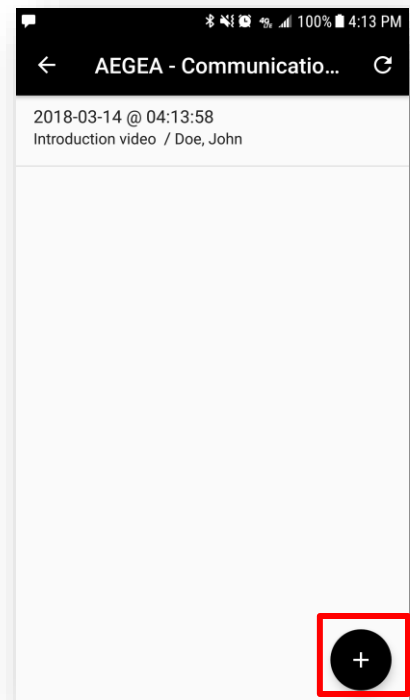 100% 4:13 PM
AEGEA - Communicatio...
2018-03-14 @ 04:13:58
Introduction video / Doe, John
+